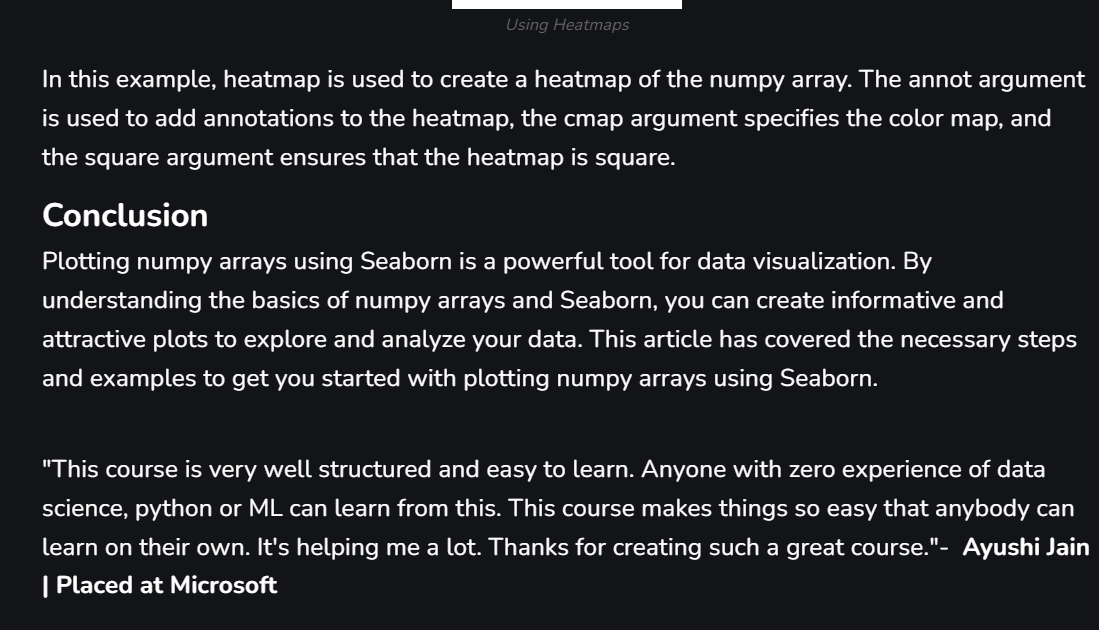 Using Heatmaps
In this example, heatmap is used to create a heatmap of the numpy array. The annot argument
is used to add annotations to the heatmap, the cmap argument specifies the color map, and
the square argument ensures that the heatmap is square.
Conclusion
Plotting numpy arrays using Seaborn is a powerful tool for data visualization. By
understanding the basics of numpy arrays and Seaborn, you can create informative and
attractive plots to explore and analyze your data. This article has covered the necessary steps
and examples to get you started with plotting numpy arrays using Seaborn.
"This course is very well structured and easy to learn. Anyone with zero experience of data
science, python or ML can learn from this. This course makes things so easy that anybody can
learn on their own. It's helping me a lot. Thanks for creating such a great course."- Ayushi Jain
| Placed at Microsoft